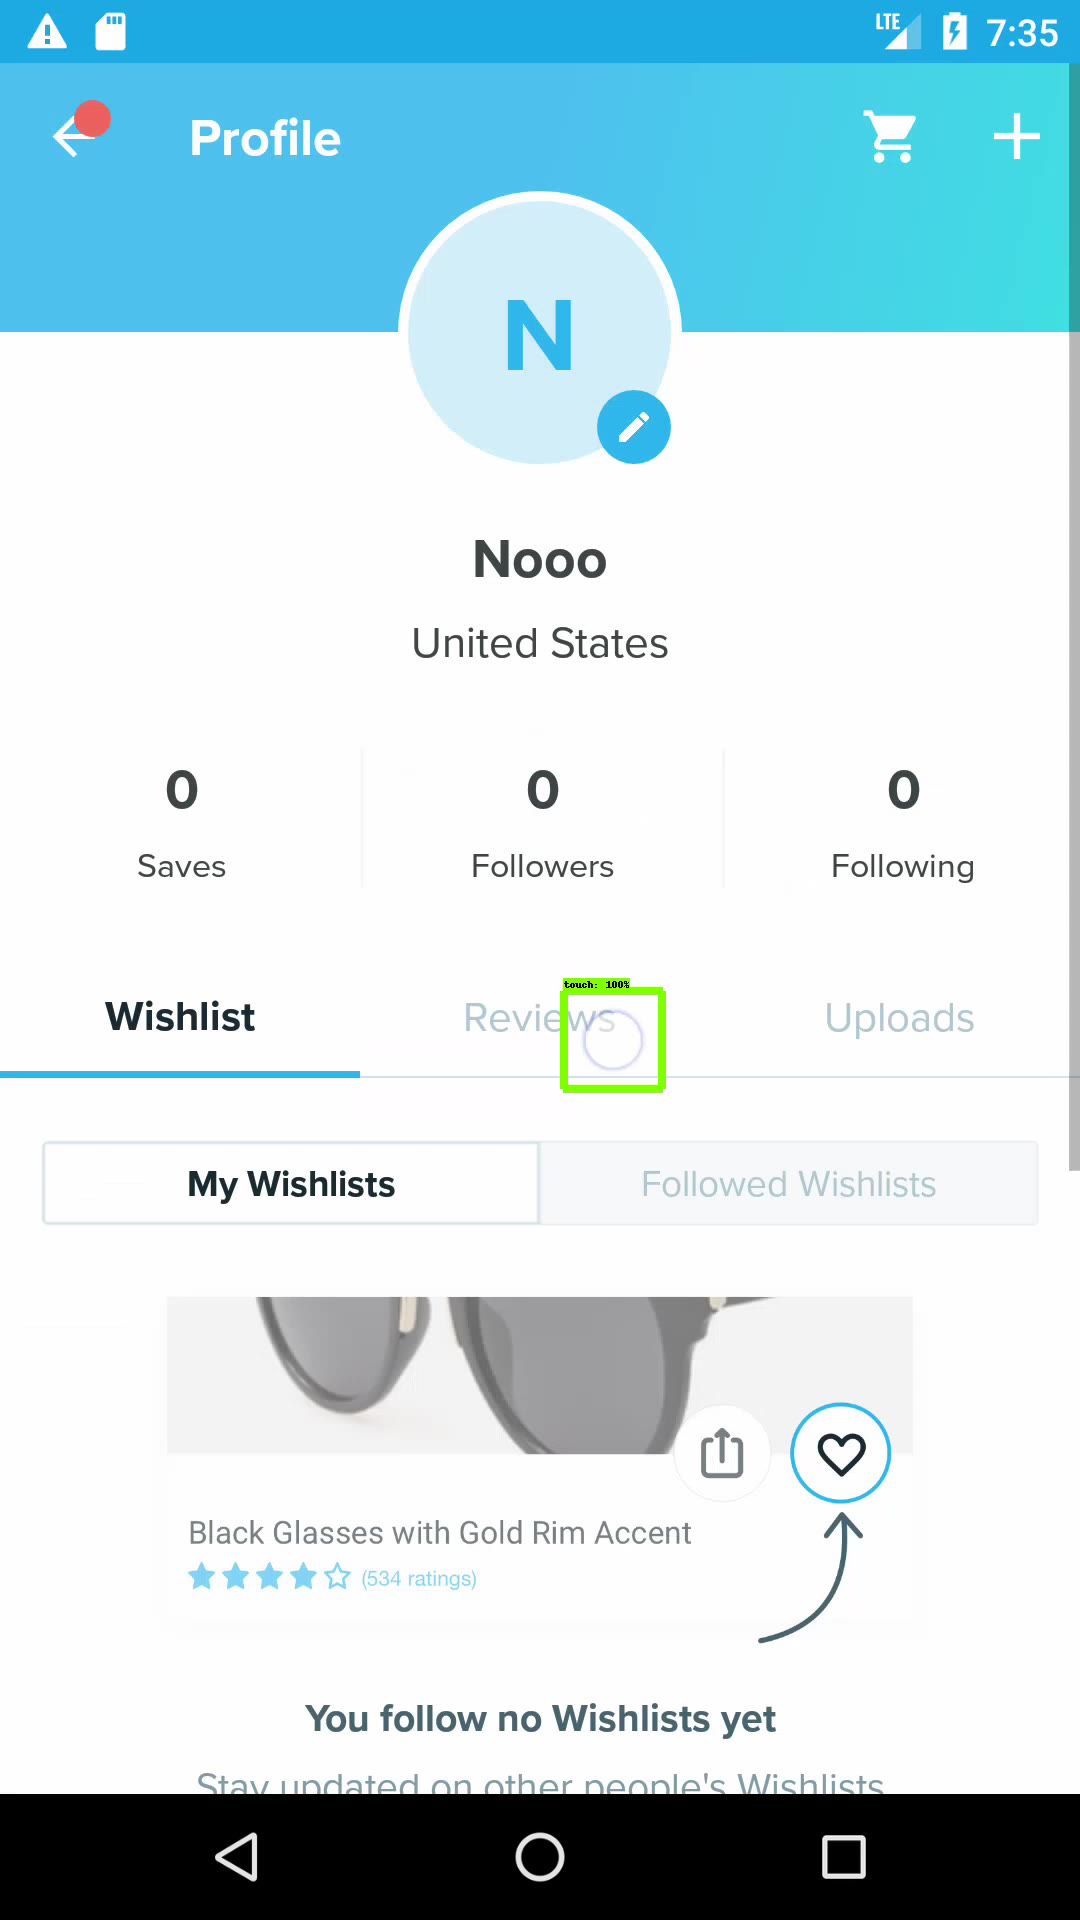 LTE 7:35
Profile
N
Nooo
United States
0 0 0
Saves Followers Following
touch: 100%
Wishlist Reviews Uploads
My Wishlists Followed Wishlists
Black Glasses with Gold Rim Accent
(534 ratings)
You follow no Wishlists yet
Stay updated on other people's Wishlists